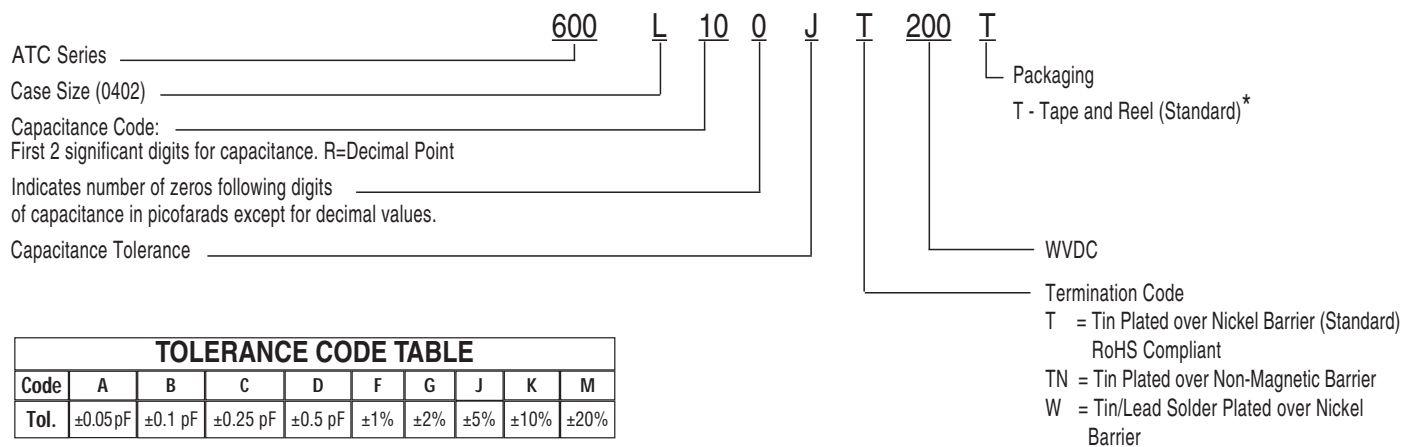 600 L 10 0 J T 200 T
ATC Series
Case Size (0402)
Capacitance Code:
First 2 significant digits for capacitance. R=Decimal Point
Indicates number of zeros following digits
of capacitance in picofarads except for decimal values.
Capacitance Tolerance
Packaging
T - Tape and Reel (Standard)*
WVDC
Termination Code
T = Tin Plated over Nickel Barrier (Standard)
RoHS Compliant
TN = Tin Plated over Non-Magnetic Barrier
W = Tin/Lead Solder Plated over Nickel
Barrier
TOLERANCE CODE TABLE
Code A B C D F G J K M
Tol. ±0.05pF ±0.1 pF ±0.25 pF ±0.5 pF ±1% ±2% ±5% ±10% ±20%